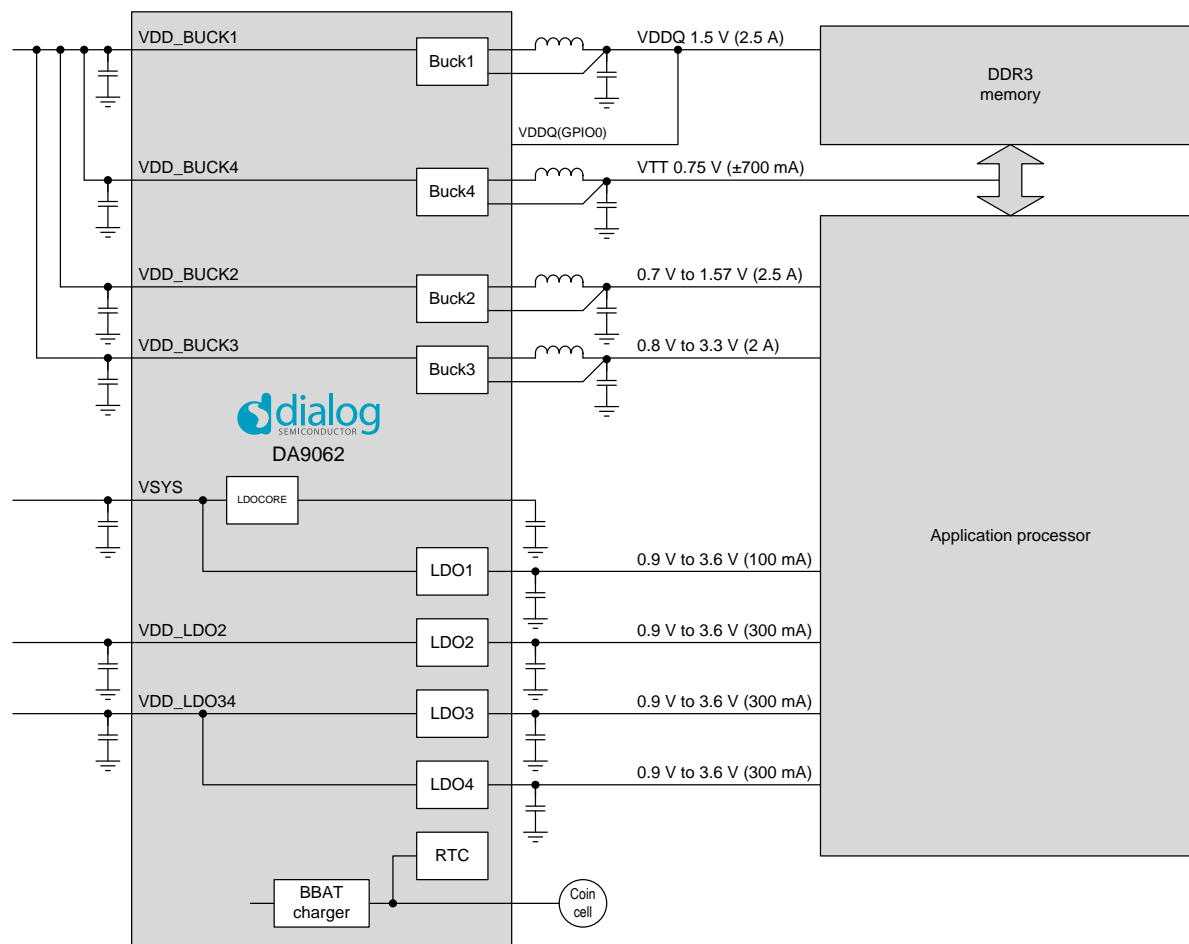 VDD_BUCK1
Buck1
VDDQ 1.5 V (2.5 A)
DDR3
memory
VDDQ(GPIO0)
VDD_BUCK4
Buck4
VTT 0.75 V (±700 mA)
VDD_BUCK2
Buck2
0.7 V to 1.57 V (2.5 A)
VDD_BUCK3
Buck3
0.8 V to 3.3 V (2 A)
dialog
SEMICONDUCTOR
DA9062
VSYS
LDOCORE
Application processor
LDO1
0.9 V to 3.6 V (100 mA)
VDD_LDO2
LDO2
0.9 V to 3.6 V (300 mA)
VDD_LDO34
LDO3
0.9 V to 3.6 V (300 mA)
LDO4
0.9 V to 3.6 V (300 mA)
RTC
BBAT
charger
Coin
cell